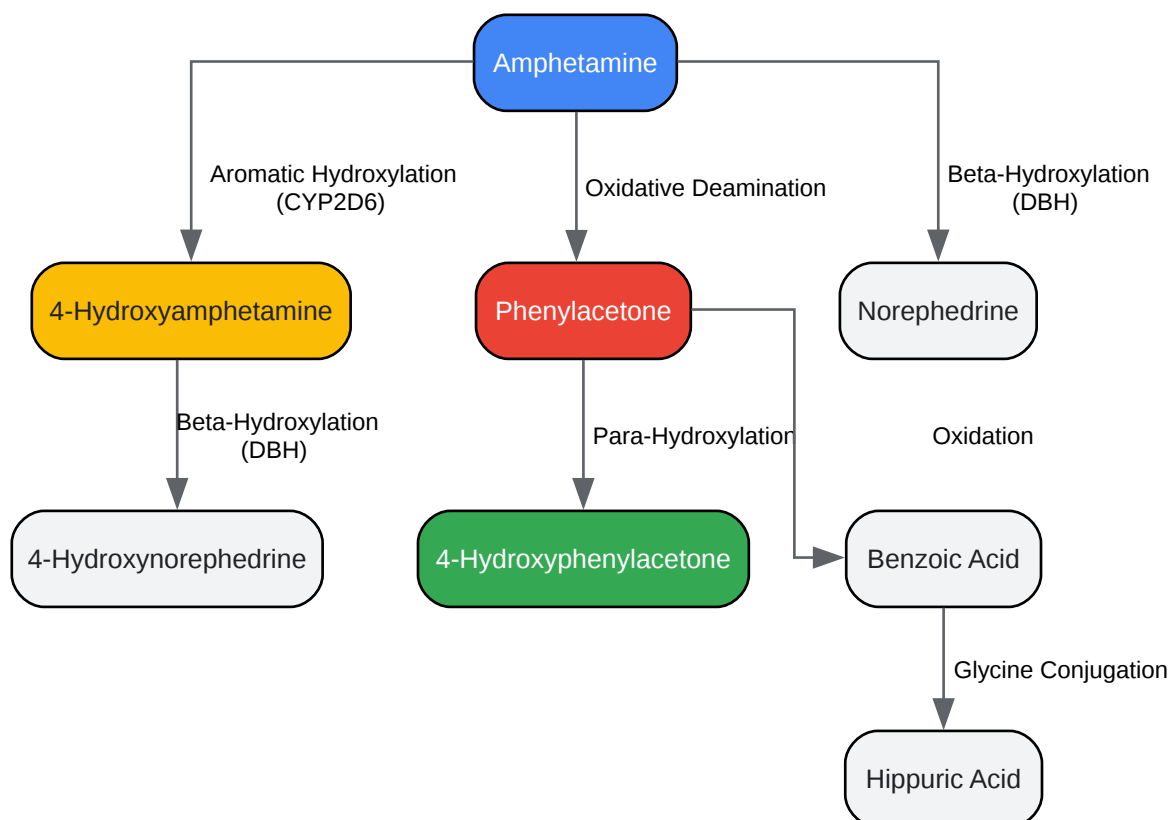 Amphetamine
Aromatic Hydroxylation
(CYP2D6)
Oxidative Deamination
Beta-Hydroxylation
(DBH)
4-Hydroxyamphetamine
Phenylacetone
Norephedrine
Beta-Hydroxylation
(DBH)
Para-Hydroxylation
Oxidation
4-Hydroxynorephedrine
4-Hydroxyphenylacetone
Benzoic Acid
Glycine Conjugation
Hippuric Acid